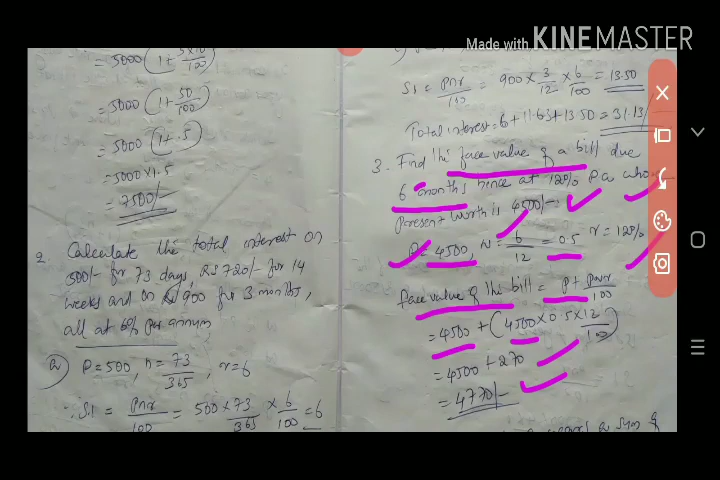 Made with KINEMASTER
= 5000 (1 + 5×10/100)
= 5000 (1 + 50/100)
= 5000 (1 + .5)
= 5000 × 1.5
= 7500/-
2. Calculate the total interest on
500/- for 73 days, Rs 720/- for 14
weeks and on Rs 900 for 3 months,
all at 6% per annum
a) P = 500, n = 73/365, r = 6
∴ S.I = pnr/100 = 500 × 73/365 × 6/100 = 6
SI = pnr/100 = 900 × 3/12 × 6/100 = 13.50
Total interest = 6 + 11.63 + 13.50 = 31.13/
3. Find the face value of a bill due
6 months hence at 12% P.a who
present worth is 4500/-
P = 4500, n = 6/12 = 0.5 r = 12%
face value of the bill = P + pnr/100
= 4500 + (4500 × 0.5 × 12/100)
= 4500 + 270
= 4770/-
a sum of